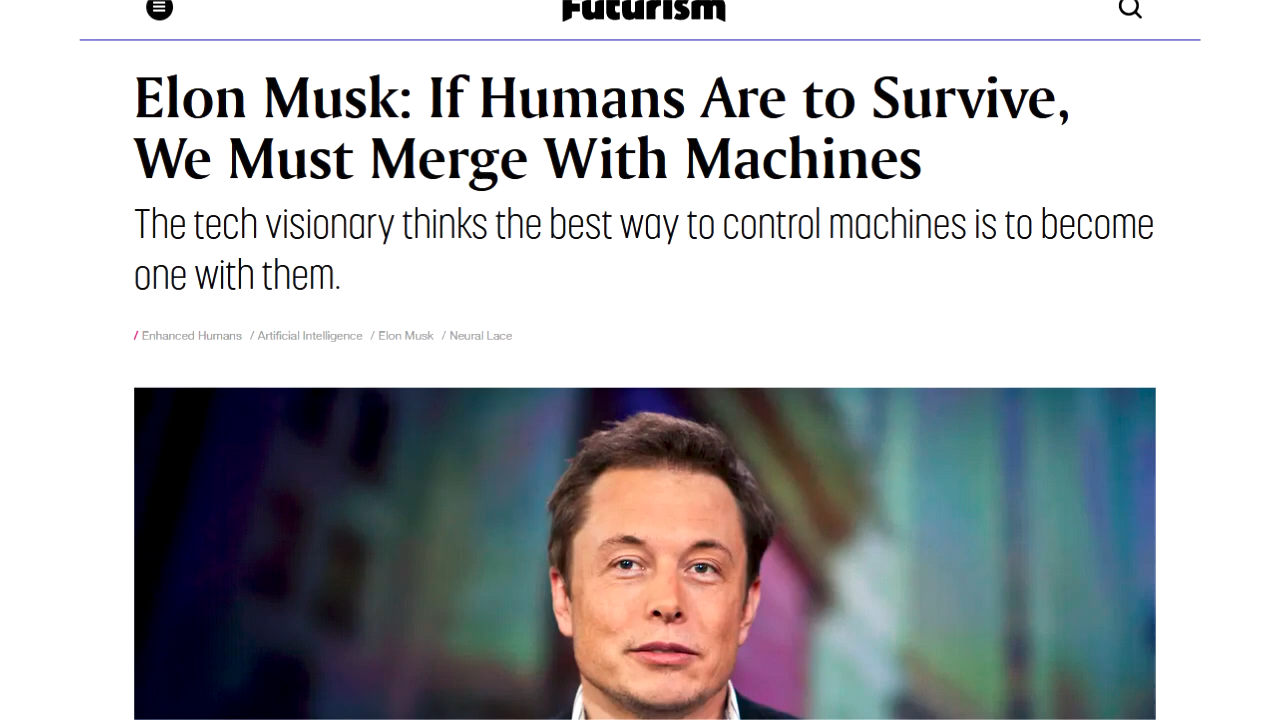 Futurism
Elon Musk: If Humans Are to Survive,
We Must Merge With Machines
The tech visionary thinks the best way to control machines is to become
one with them.
/ Enhanced Humans / Artificial Intelligence / Elon Musk / Neural Lace